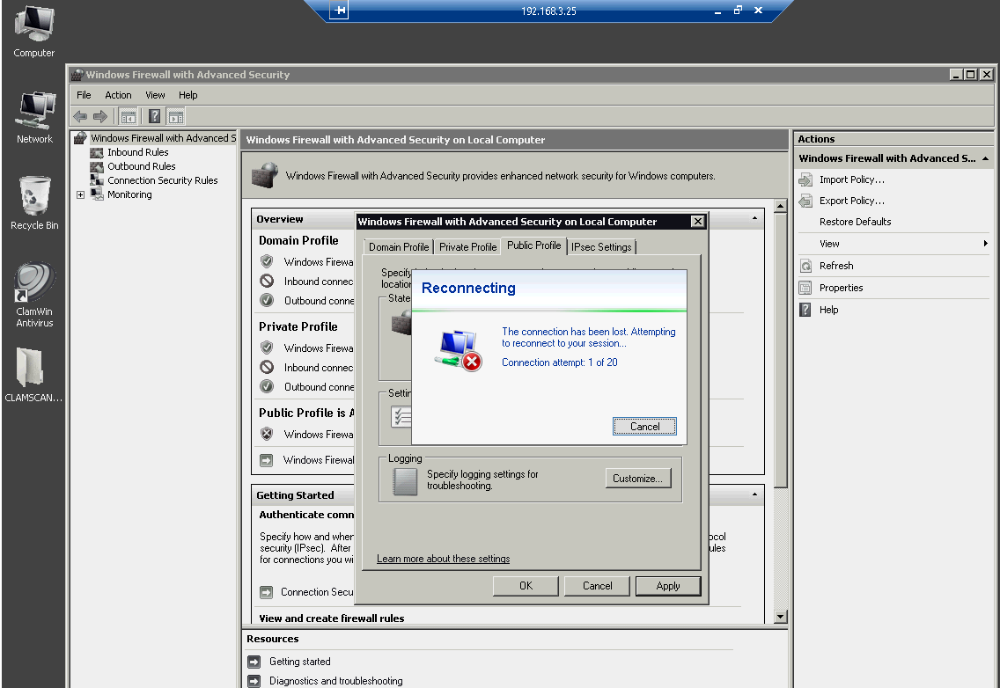 192.168.3.25
Computer
Network
Recycle Bin
ClamWin
Antivirus
CLAMSCAN...
Windows Firewall with Advanced Security
File Action View Help
Windows Firewall with Advanced S
Inbound Rules
Outbound Rules
Connection Security Rules
Monitoring
Windows Firewall with Advanced Security on Local Computer
Windows Firewall with Advanced Security provides enhanced network security for Windows computers.
Overview
Domain Profile
Windows Firewa
Inbound connec
Outbound conne
Private Profile
Windows Firewa
Inbound connec
Outbound conne
Public Profile is A
Windows Firewa
Windows Firewal
Getting Started
Authenticate comm
Specify how and wher
security (IPsec). After
for connections you wi
ocol
ules
Connection Secu
View and create firewall rules
Resources
Getting started
Diagnostics and troubleshooting
Windows Firewall with Advanced Security on Local Computer
Domain Profile Private Profile Public Profile IPsec Settings
Specify
location
State
Settin
Reconnecting
The connection has been lost. Attempting
to reconnect to your session...
Connection attempt: 1 of 20
Cancel
Logging
Specify logging settings for
troubleshooting.
Customize...
Learn more about these settings
OK Cancel Apply
Actions
Windows Firewall with Advanced S...
Import Policy...
Export Policy...
Restore Defaults
View
Refresh
Properties
Help